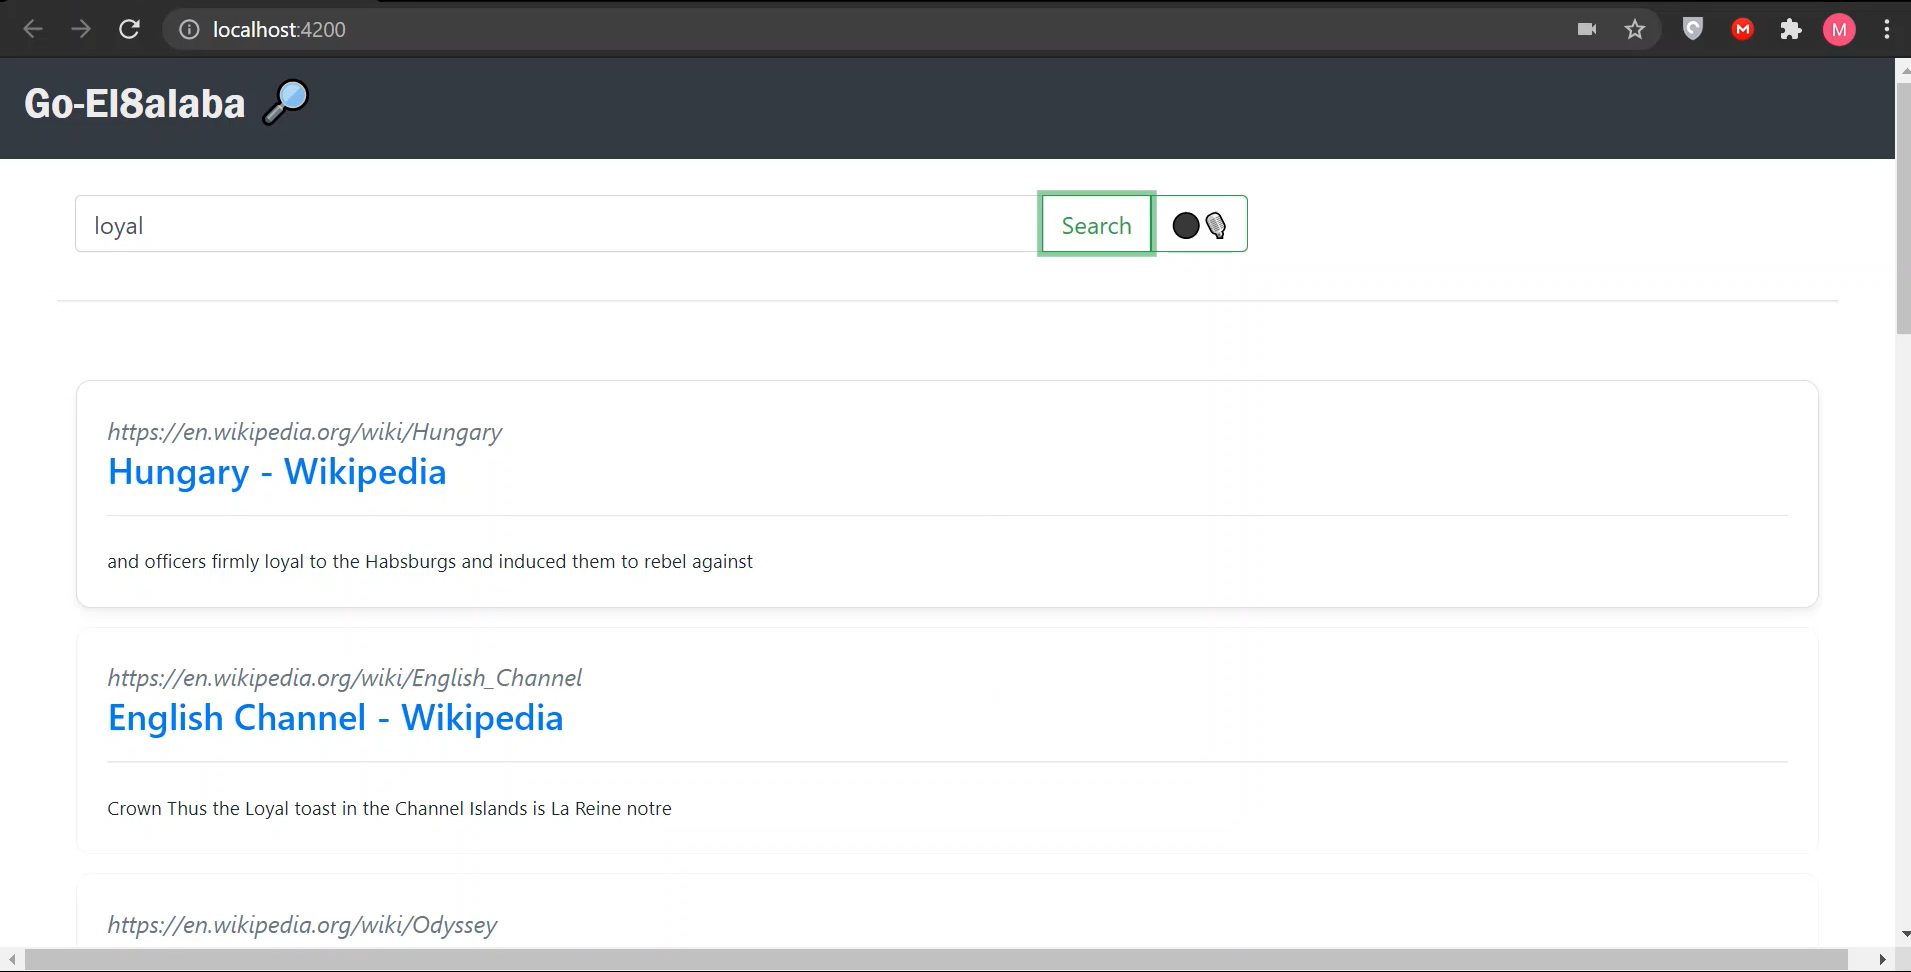 localhost:4200
M
M
Go-El8alaba
loyal
Search
https://en.wikipedia.org/wiki/Hungary
Hungary - Wikipedia
and officers firmly loyal to the Habsburgs and induced them to rebel against
https://en.wikipedia.org/wiki/English_Channel
English Channel - Wikipedia
Crown Thus the Loyal toast in the Channel Islands is La Reine notre
https://en.wikipedia.org/wiki/Odyssey